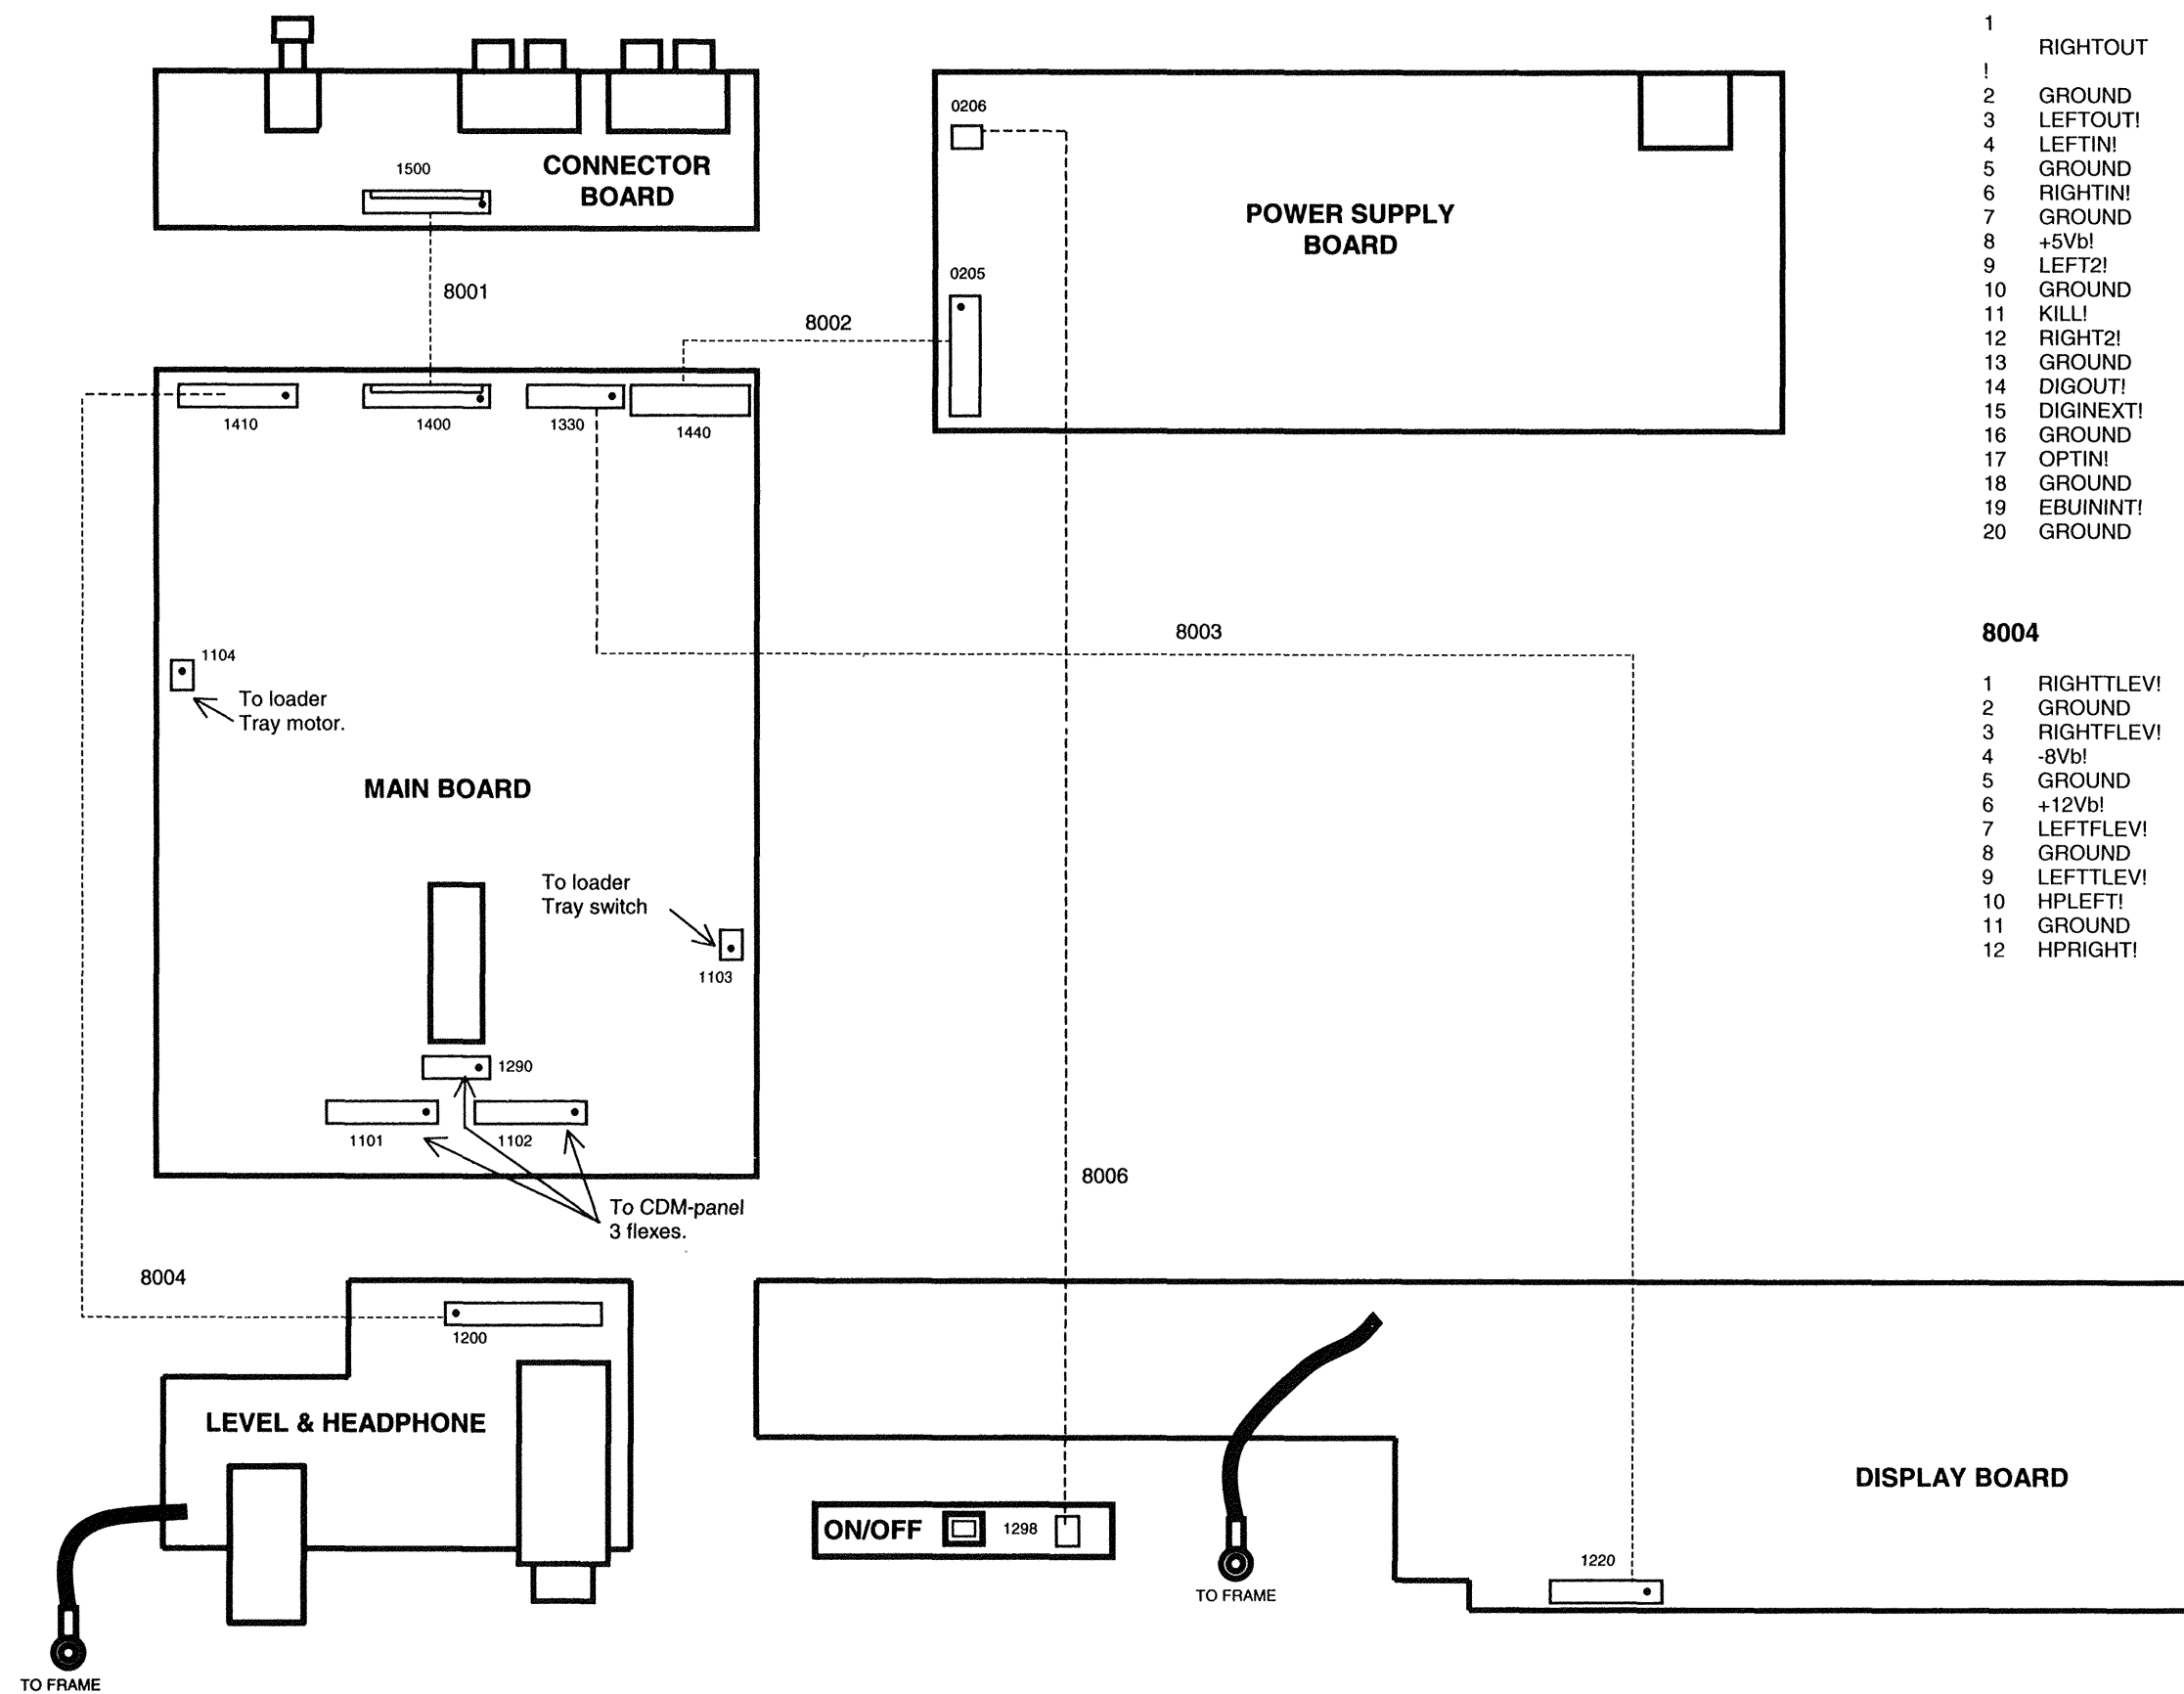 1
RIGHTOUT
!
2 GROUND
3 LEFTOUT!
4 LEFTIN!
5 GROUND
6 RIGHTIN!
7 GROUND
8 +5Vb!
9 LEFT2!
10 GROUND
11 KILL!
12 RIGHT2!
13 GROUND
14 DIGOUT!
15 DIGINEXT!
16 GROUND
17 OPTIN!
18 GROUND
19 EBUININT!
20 GROUND
8004
1 RIGHTTLEV!
2 GROUND
3 RIGHTFLEV!
4 -8Vb!
5 GROUND
6 +12Vb!
7 LEFTFLEV!
8 GROUND
9 LEFTTLEV!
10 HPLEFT!
11 GROUND
12 HPRIGHT!
1500
CONNECTOR
BOARD
8001
0206
POWER SUPPLY
BOARD
0205
8002
1410
1400
1330
1440
8003
1104
To loader
Tray motor.
MAIN BOARD
To loader
Tray switch
1103
1290
1101
1102
To CDM-panel
3 flexes.
8006
8004
1200
LEVEL & HEADPHONE
TO FRAME
ON/OFF
1298
TO FRAME
DISPLAY BOARD
1220